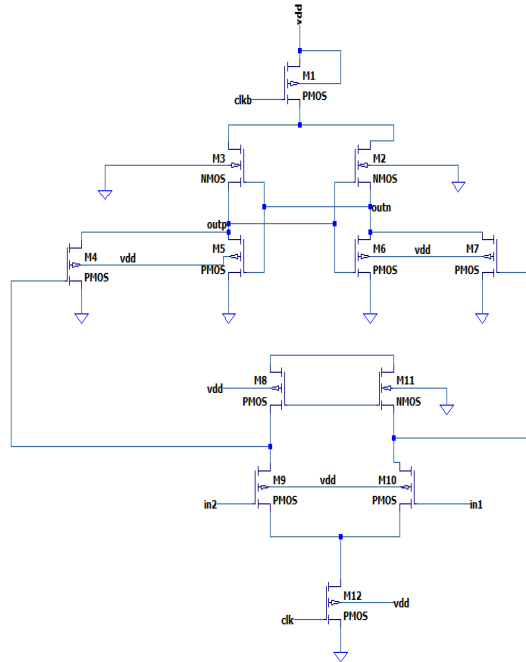 vdd
M1
clkb
PMOS
M3
M2
NMOS
NMOS
outn
outp
M4
vdd
M5
M6
vdd
M7
PMOS
PMOS
PMOS
PMOS
M8
M11
vdd
PMOS
NMOS
M9
vdd
M10
in2
PMOS
PMOS
in1
M12
vdd
clk
PMOS